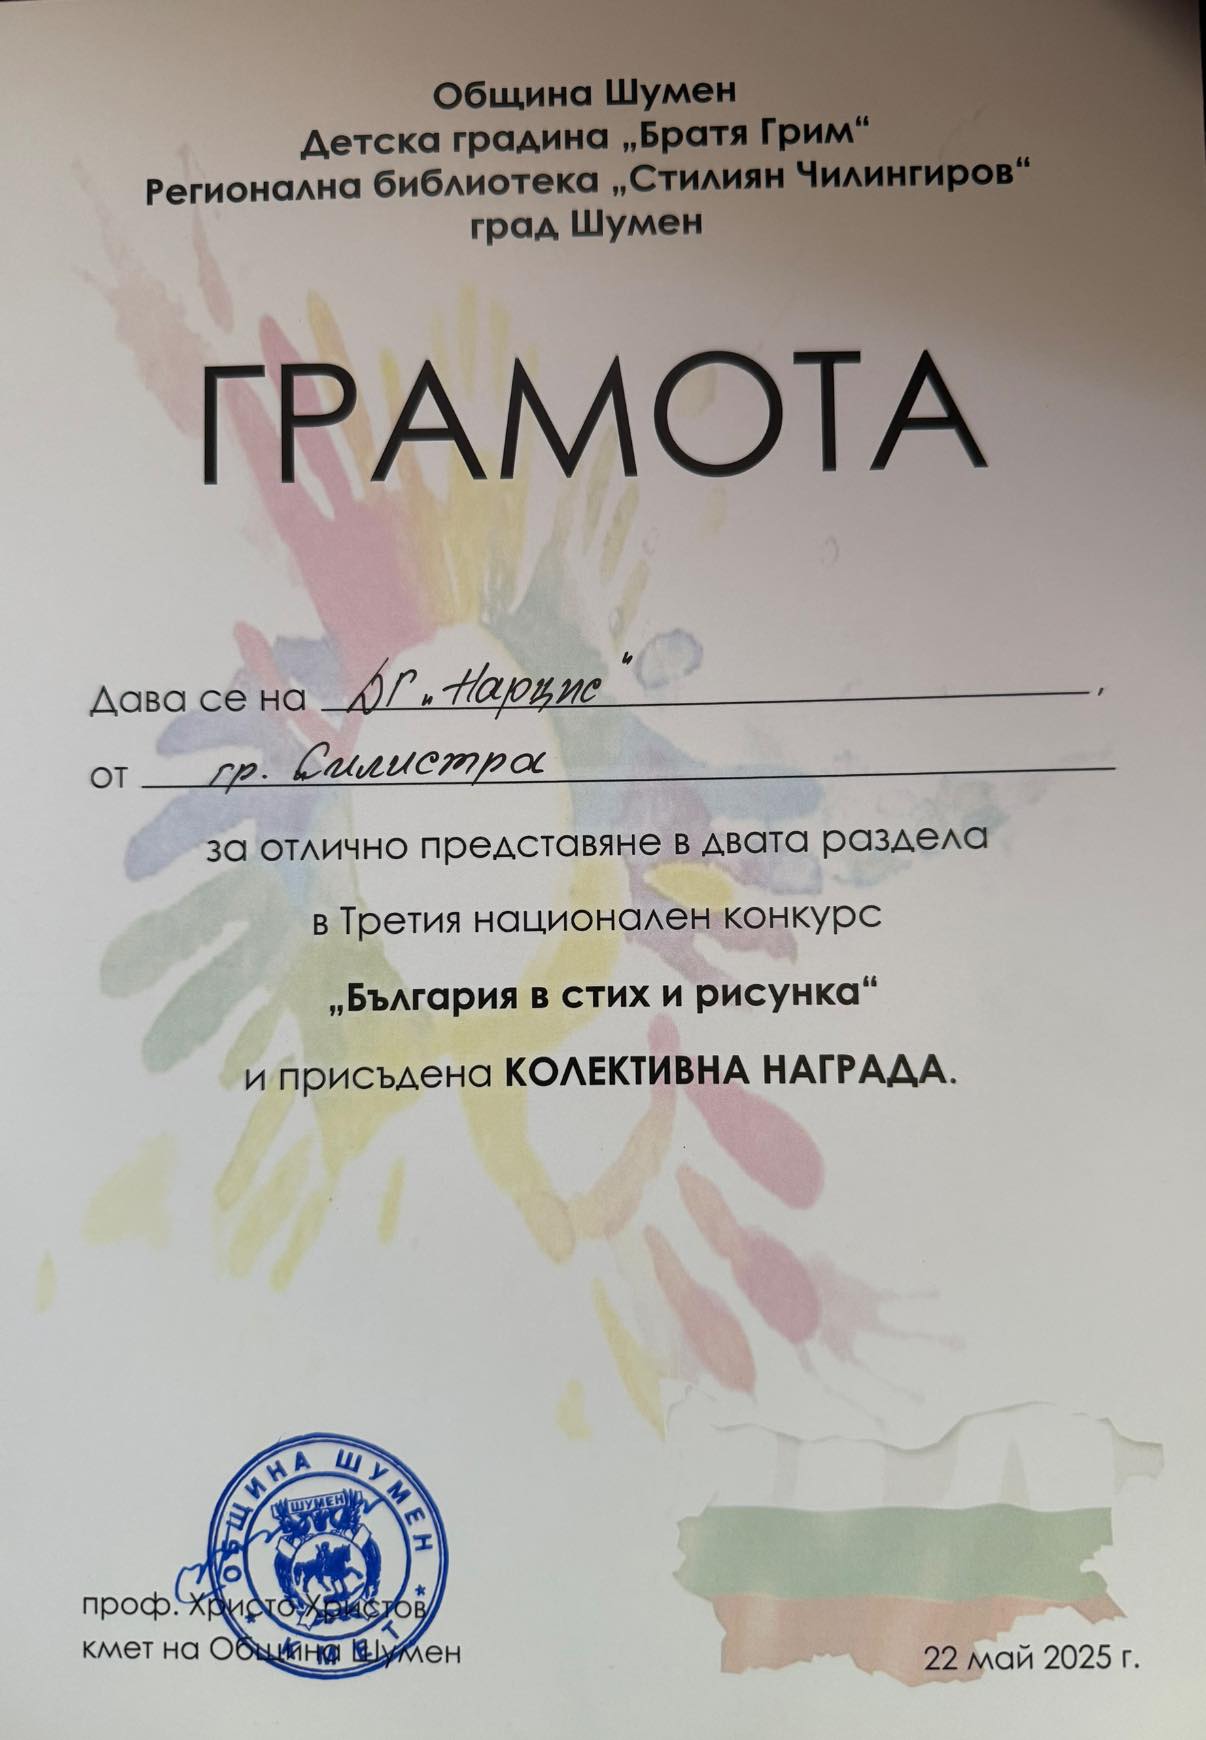 Община Шумен
Детска градина „Братя Грим“
Регионална библиотека „Стилиян Чилингиров“
град Шумен
ГРАМОТА
Дава се на ДГ „Нарцис",
от гр. Силистра
за отлично представяне в двата раздела
в Третия национален конкурс
„България в стих и рисунка“
и присъдена КОЛЕКТИВНА НАГРАДА.
ОБЩИНА ШУМЕН
ШУМЕН
* КМЕТ *
проф. Христо Христов
кмет на Община Шумен
22 май 2025 г.